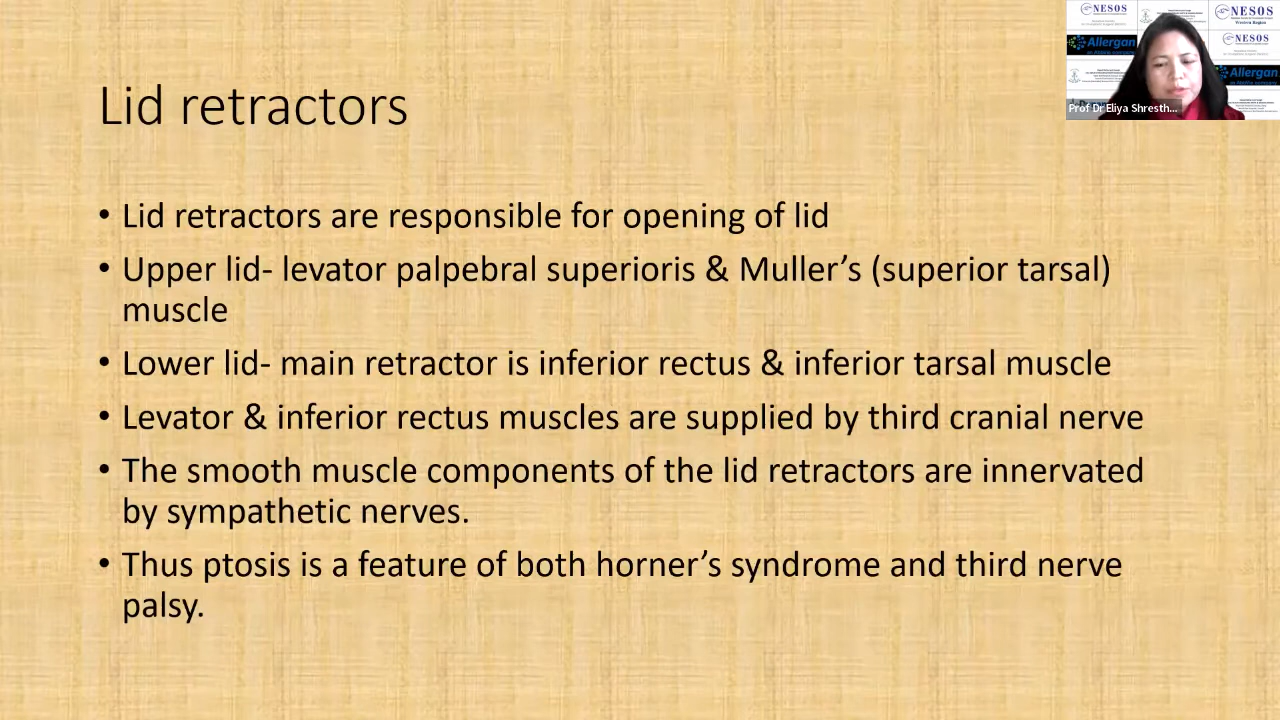 Lid retractors
• Lid retractors are responsible for opening of lid
• Upper lid- levator palpebral superioris & Muller’s (superior tarsal)
muscle
• Lower lid- main retractor is inferior rectus & inferior tarsal muscle
• Levator & inferior rectus muscles are supplied by third cranial nerve
• The smooth muscle components of the lid retractors are innervated
by sympathetic nerves.
• Thus ptosis is a feature of both horner’s syndrome and third nerve
palsy.
NESOS
NESOS
Western Region
Allergan
NESOS
Allergan
Prof Dr Eliya Shresth...